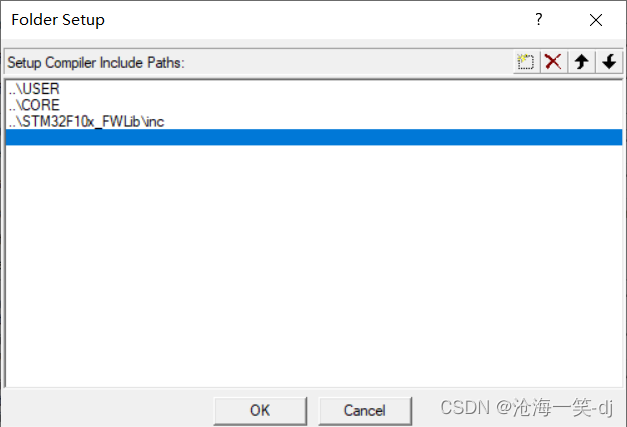 Folder Setup
Setup Compiler Include Paths:
..\USER
..\CORE
..\STM32F10x_FWLib\inc
OK Cancel
CSDN @沧海一笑-dj